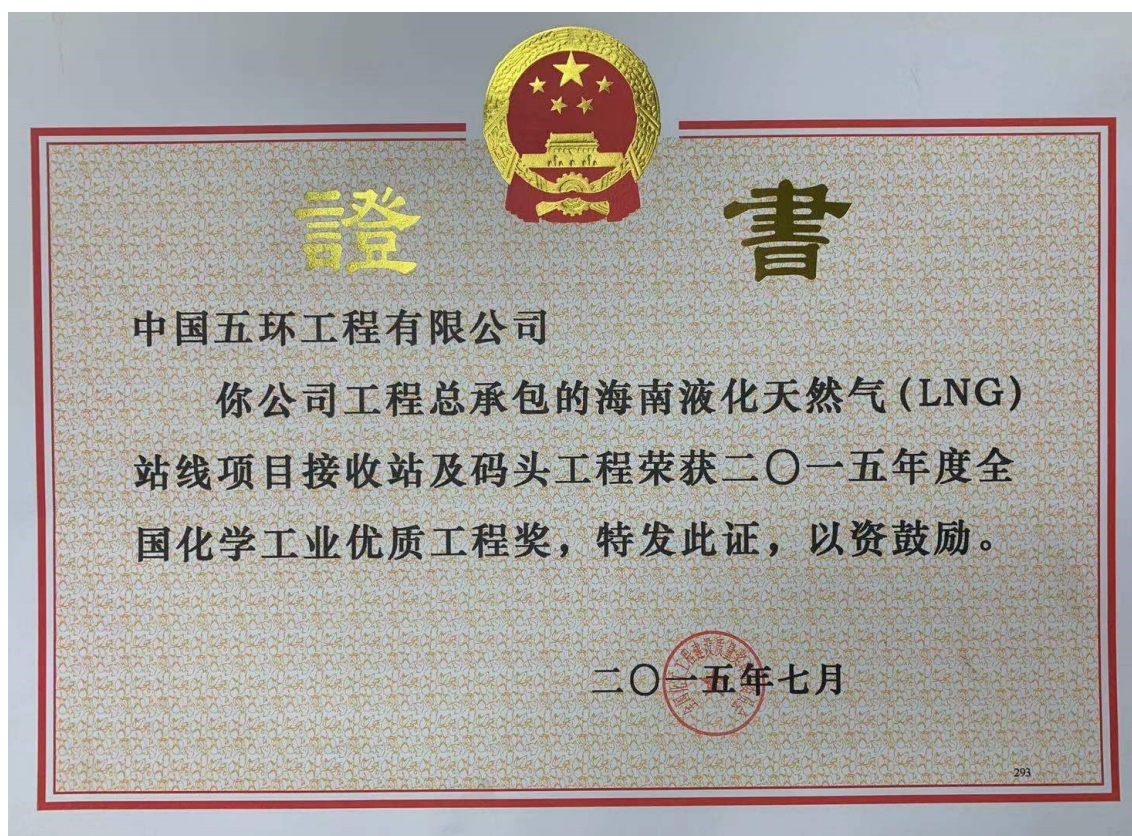 證 書
中国五环工程有限公司
你公司工程总承包的海南液化天然气(LNG)
站线项目接收站及码头工程荣获二〇一五年度全
国化学工业优质工程奖，特发此证，以资鼓励。
二〇一五年七月
293